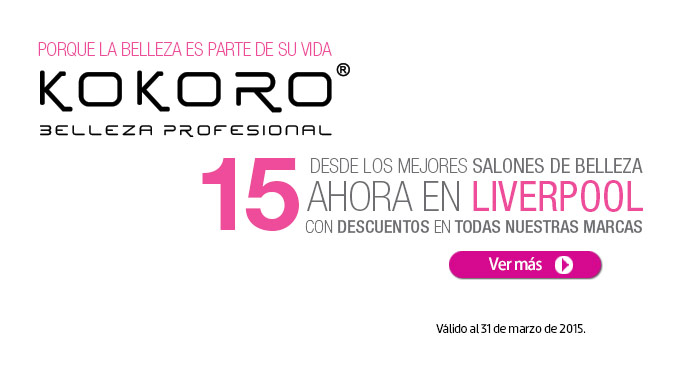 PORQUE LA BELLEZA ES PARTE DE SU VIDA
KOKORO®
BELLEZA PROFESIONAL
15
DESDE LOS MEJORES SALONES DE BELLEZA
AHORA EN LIVERPOOL
CON DESCUENTOS EN TODAS NUESTRAS MARCAS
Ver más
Válido al 31 de marzo de 2015.